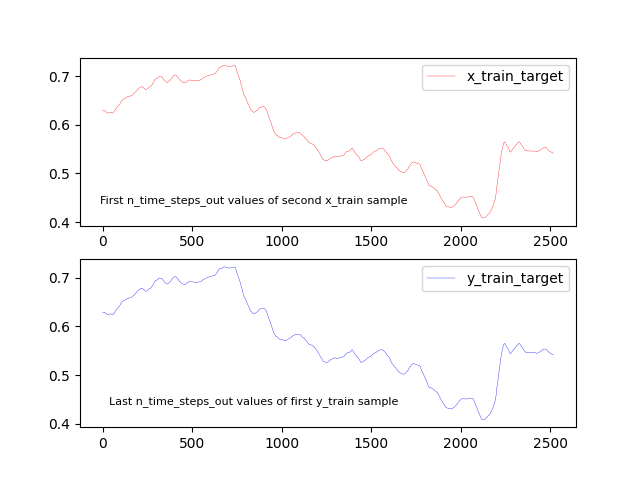 x_train_target
0.7
0.6
0.5
0.4
First n_time_steps_out values of second x_train sample
0 500 1000 1500 2000 2500
y_train_target
0.7
0.6
0.5
0.4
Last n_time_steps_out values of first y_train sample
0 500 1000 1500 2000 2500